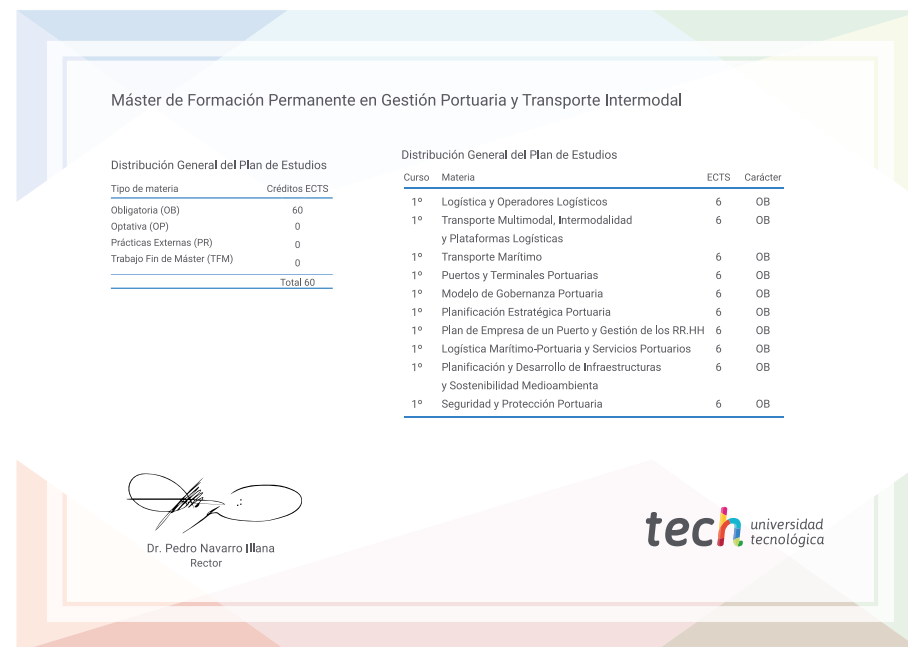 Máster de Formación Permanente en Gestión Portuaria y Transporte Intermodal
Distribución General del Plan de Estudios
Tipo de materia Créditos ECTS
Obligatoria (OB) 60
Optativa (OP) 0
Prácticas Externas (PR) 0
Trabajo Fin de Máster (TFM) 0
Total 60
Distribución General del Plan de Estudios
Curso Materia ECTS Carácter
1º Logística y Operadores Logísticos 6 OB
1º Transporte Multimodal, Intermodalidad 6 OB
y Plataformas Logísticas
1º Transporte Marítimo 6 OB
1º Puertos y Terminales Portuarias 6 OB
1º Modelo de Gobernanza Portuaria 6 OB
1º Planificación Estratégica Portuaria 6 OB
1º Plan de Empresa de un Puerto y Gestión de los RR.HH 6 OB
1º Logística Marítimo-Portuaria y Servicios Portuarios 6 OB
1º Planificación y Desarrollo de Infraestructuras 6 OB
y Sostenibilidad Medioambienta
1º Seguridad y Protección Portuaria 6 OB
Dr. Pedro Navarro Illana
Rector
tech universidad
tecnológica